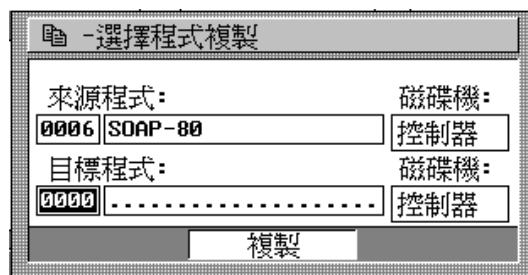 -選擇程式複製
來源程式: 磁碟機:
0006 SOAP-80 控制器
目標程式: 磁碟機:
0000 ................... 控制器
複製